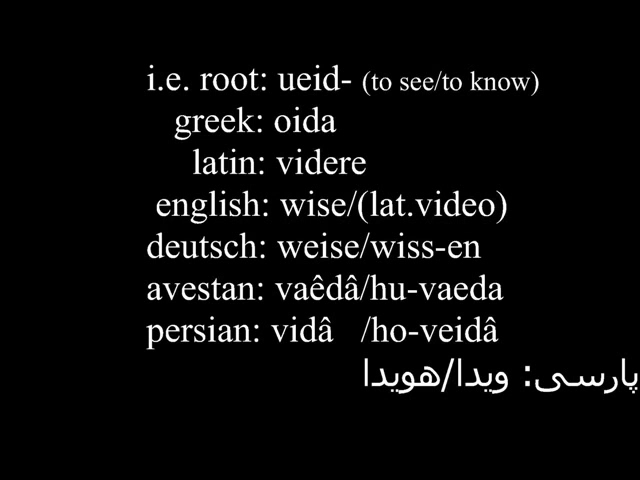 i.e. root: ueid- (to see/to know)
greek: oida
latin: videre
english: wise/(lat.video)
deutsch: weise/wiss-en
avestan: vaêdâ/hu-vaeda
persian: vidâ /ho-veidâ
پارسی: ویدا/هویدا